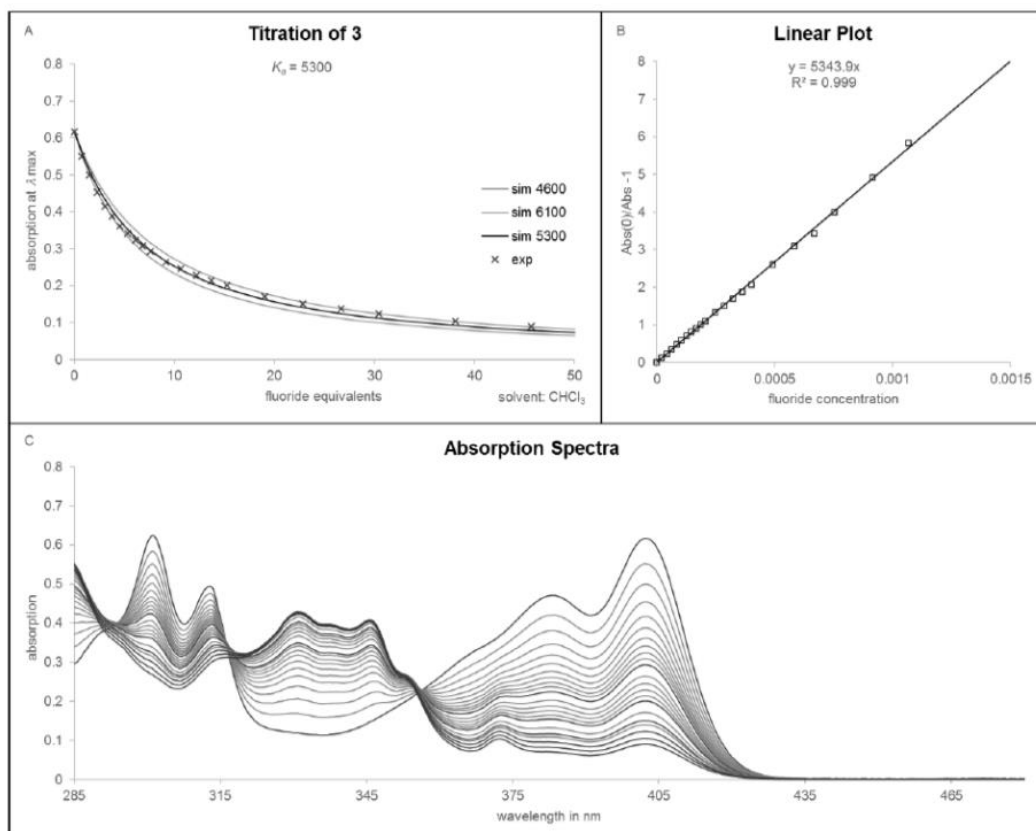 A
Titration of 3
Kₐ = 5300
0.8
0.7
0.6
0.5
0.4
0.3
0.2
0.1
0
absorption at λmax
sim 4600
sim 6100
sim 5300
exp
0 10 20 30 40 50
fluoride equivalents
solvent: CHCl₃
B
Linear Plot
y = 5343.9x
R² = 0.999
8
7
6
5
4
3
2
1
0
Abs(0)/Abs -1
0 0.0005 0.001 0.0015
fluoride concentration
C
Absorption Spectra
0.8
0.7
0.6
0.5
0.4
0.3
0.2
0.1
0
absorption
285 315 345 375 405 435 465
wavelength in nm